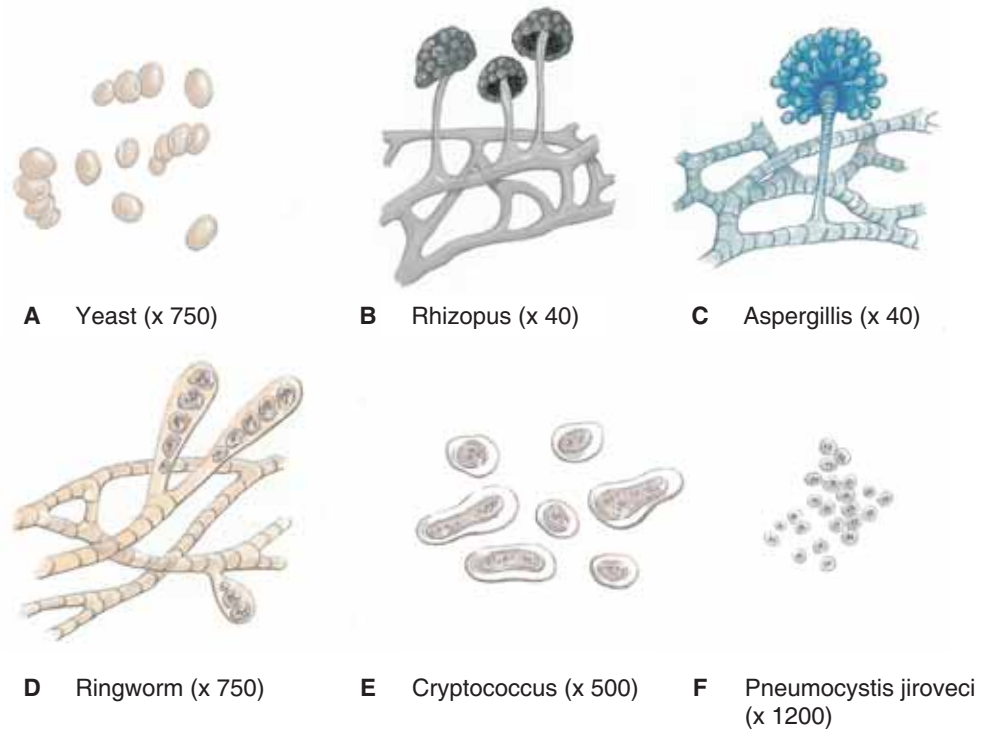 A Yeast (x 750)
B Rhizopus (x 40)
C Aspergillis (x 40)
D Ringworm (x 750)
E Cryptococcus (x 500)
F Pneumocystis jiroveci
(x 1200)